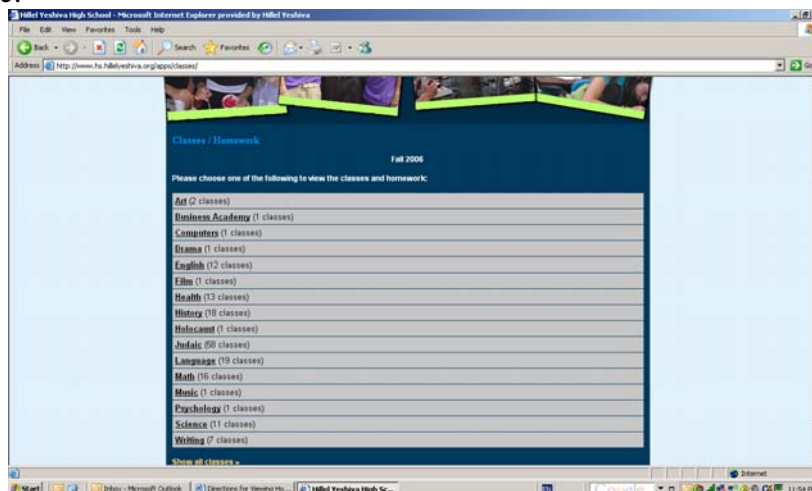 Hillel Yeshiva High School - Microsoft Internet Explorer provided by Hillel Yeshiva
File Edit View Favorites Tools Help
Back Search Favorites
Address http://www.hs.hillelyeshiva.org/apps/classes/ Go
Classes / Homework
Fall 2006
Please choose one of the following to view the classes and homework:
Art (2 classes)
Business Academy (1 classes)
Computers (1 classes)
Drama (1 classes)
English (12 classes)
Film (1 classes)
Health (13 classes)
History (18 classes)
Holocaust (1 classes)
Judaic (58 classes)
Language (19 classes)
Math (16 classes)
Music (1 classes)
Psychology (1 classes)
Science (11 classes)
Writing (7 classes)
Show all classes »
Internet
Start Inbox - Microsoft Outlook Directions for Viewing Ho... Hillel Yeshiva High Sc... EN Google